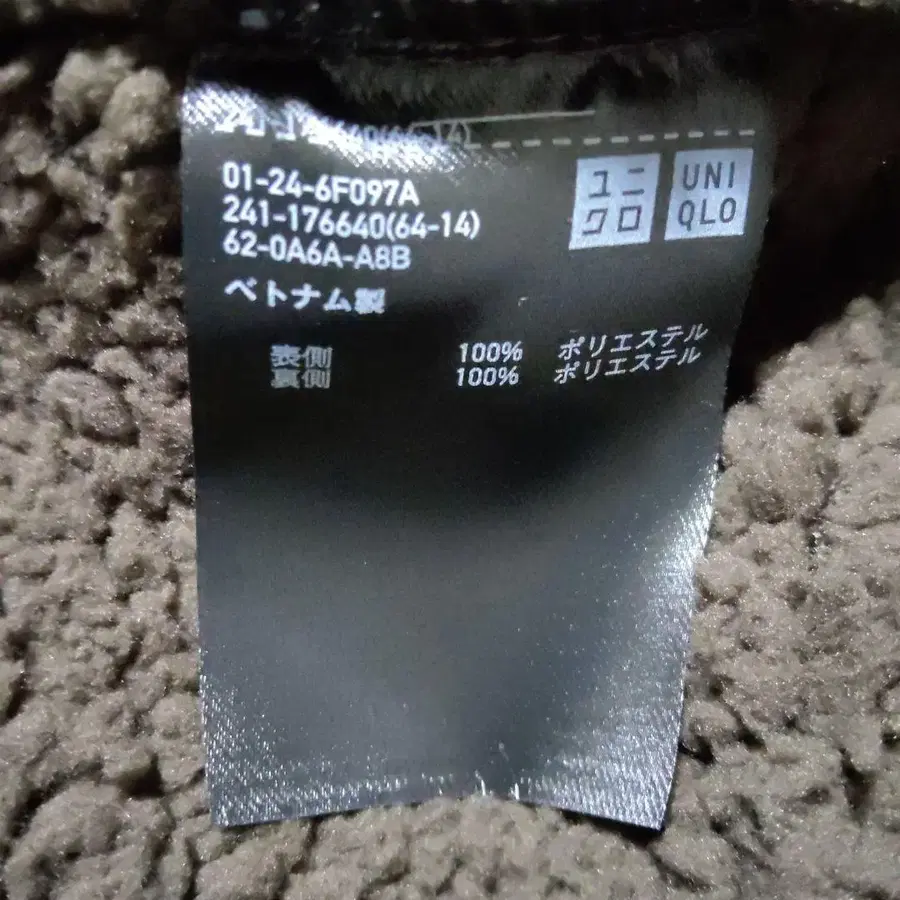 01-24-6F097A
241-176640(64-14)
62-0A6A-A8B
ユニ
クロ
UNI
QLO
ベトナム製
表側 100% ポリエステル
裏側 100% ポリエステル